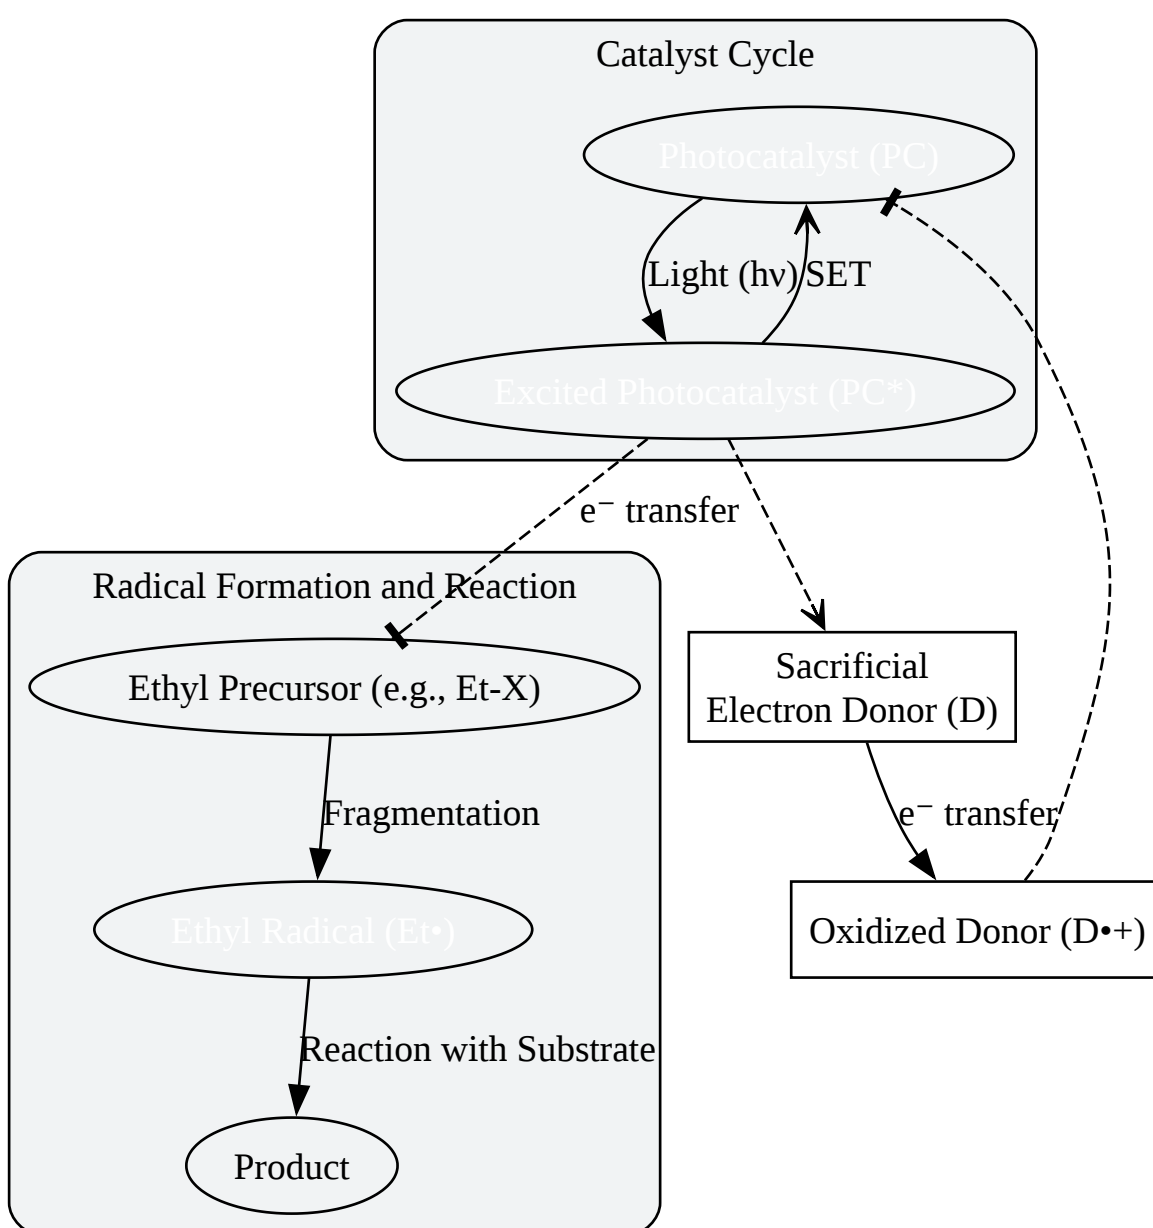 Catalyst Cycle
Photocatalyst (PC)
Light (hν)
SET
Excited Photocatalyst (PC*)
e⁻ transfer
Radical Formation and Reaction
Ethyl Precursor (e.g., Et-X)
Sacrificial
Electron Donor (D)
Fragmentation
e⁻ transfer
Ethyl Radical (Et•)
Oxidized Donor (D•+)
Reaction with Substrate
Product